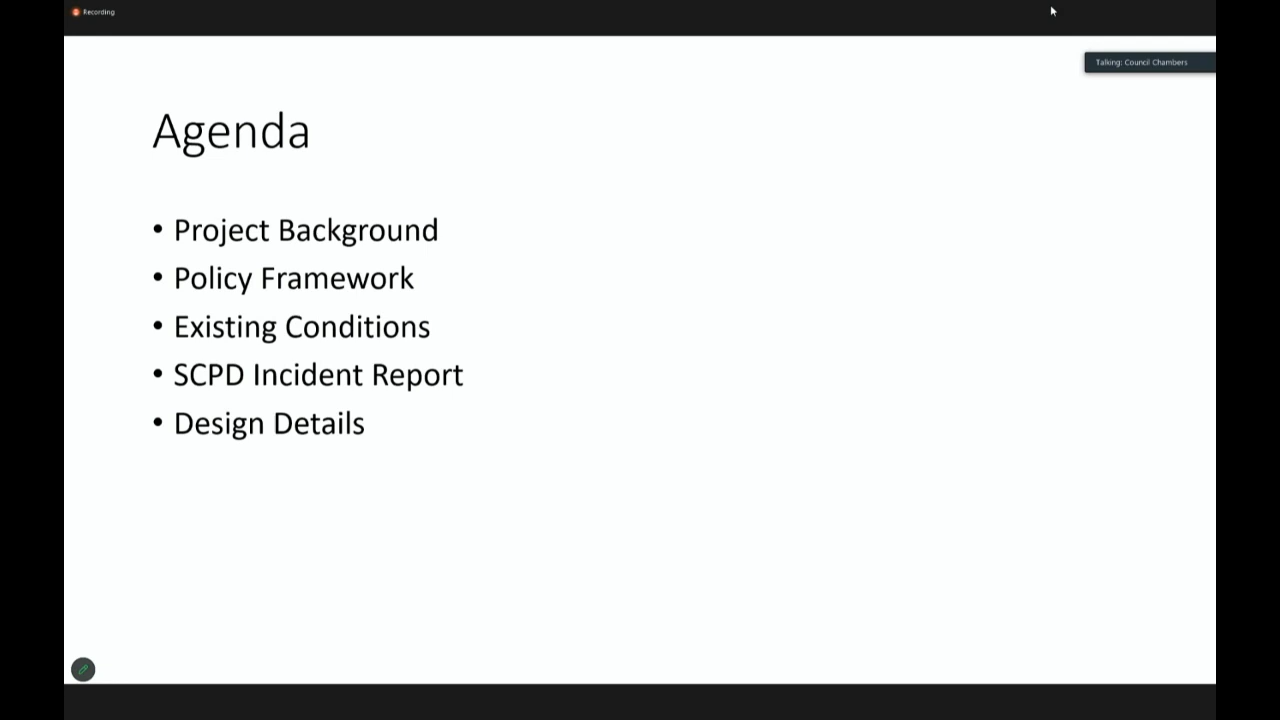 Recording
Talking: Council Chambers
Agenda
• Project Background
• Policy Framework
• Existing Conditions
• SCPD Incident Report
• Design Details